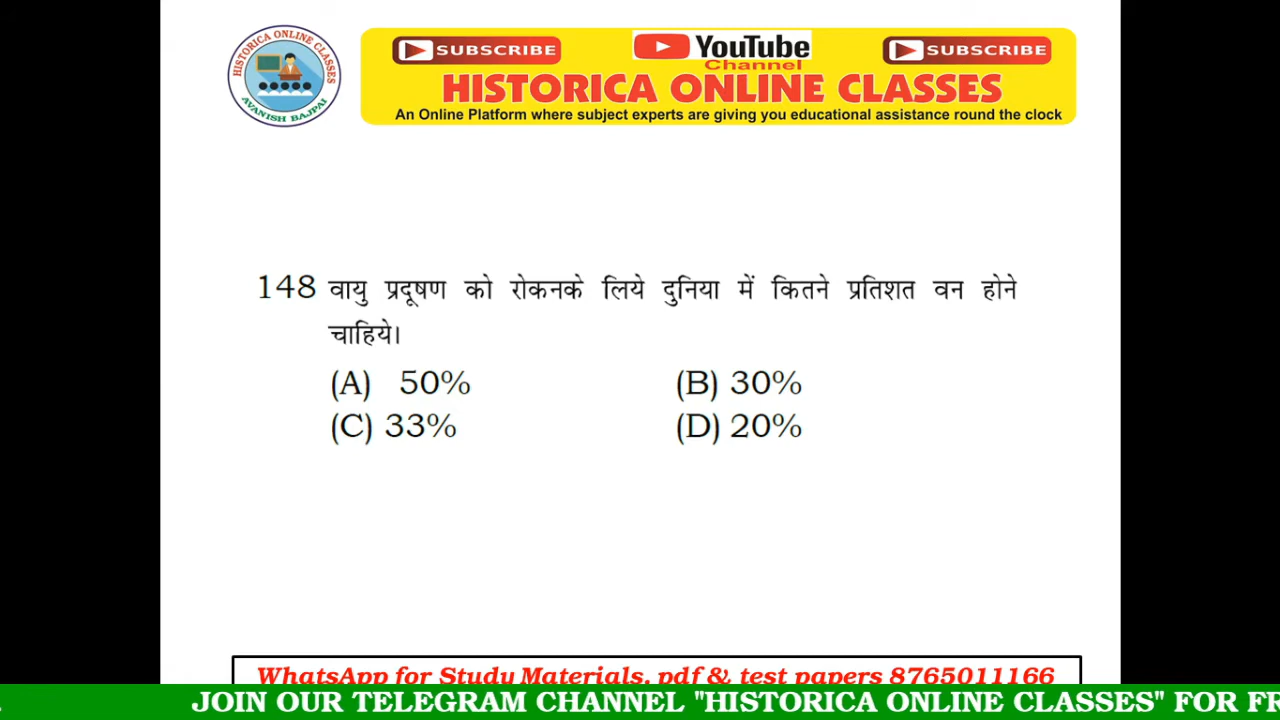 HISTORICA ONLINE CLASSES
AVANISH BAJPAI
SUBSCRIBE YouTube SUBSCRIBE
Channel
HISTORICA ONLINE CLASSES
An Online Platform where subject experts are giving you educational assistance round the clock
148 वायु प्रदूषण को रोकनके लिये दुनिया में कितने प्रतिशत वन होने
चाहिये।
(A) 50% (B) 30%
(C) 33% (D) 20%
WhatsApp for Study Materials, pdf & test papers 8765011166
JOIN OUR TELEGRAM CHANNEL "HISTORICA ONLINE CLASSES" FOR FR